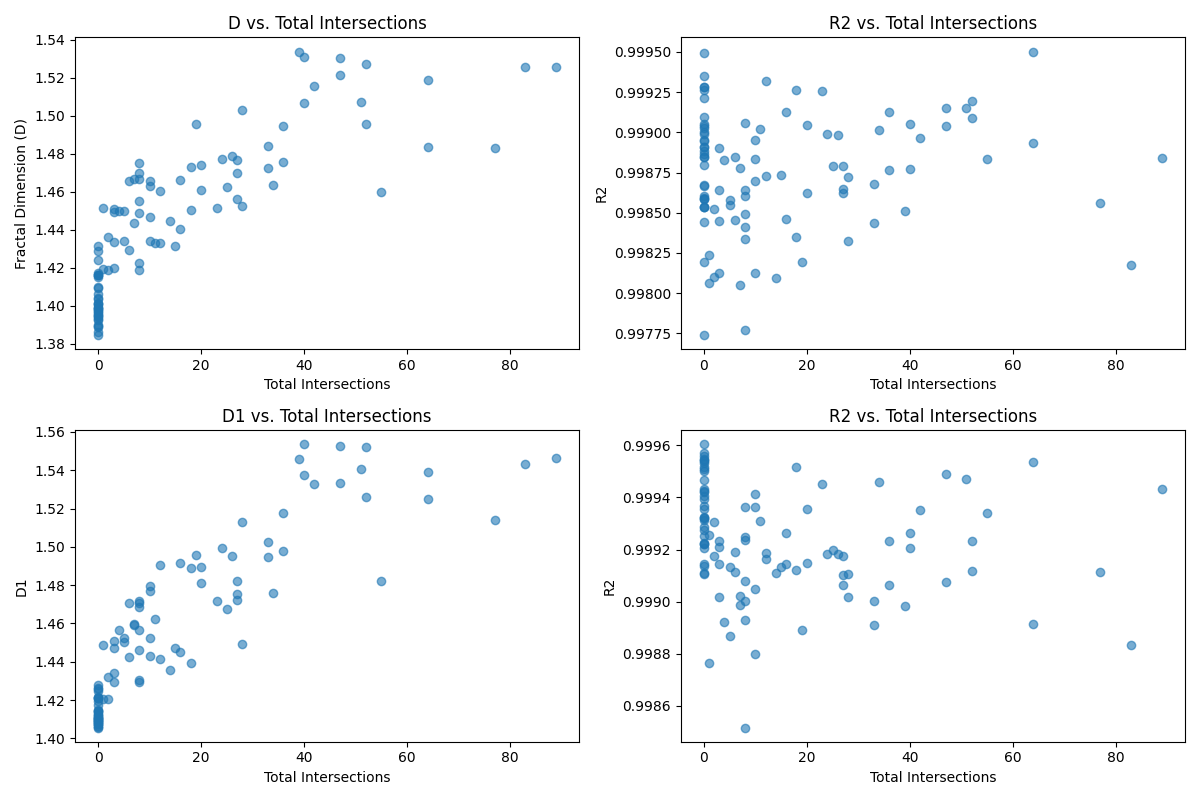 D vs. Total Intersections
1.54
1.52
1.50
1.48
1.46
1.44
1.42
1.40
1.38
Fractal Dimension (D)
0 20 40 60 80
Total Intersections
R2 vs. Total Intersections
0.99950
0.99925
0.99900
0.99875
0.99850
0.99825
0.99800
0.99775
R2
0 20 40 60 80
Total Intersections
D1 vs. Total Intersections
1.56
1.54
1.52
1.50
1.48
1.46
1.44
1.42
1.40
D1
0 20 40 60 80
Total Intersections
R2 vs. Total Intersections
0.9996
0.9994
0.9992
0.9990
0.9988
0.9986
R2
0 20 40 60 80
Total Intersections